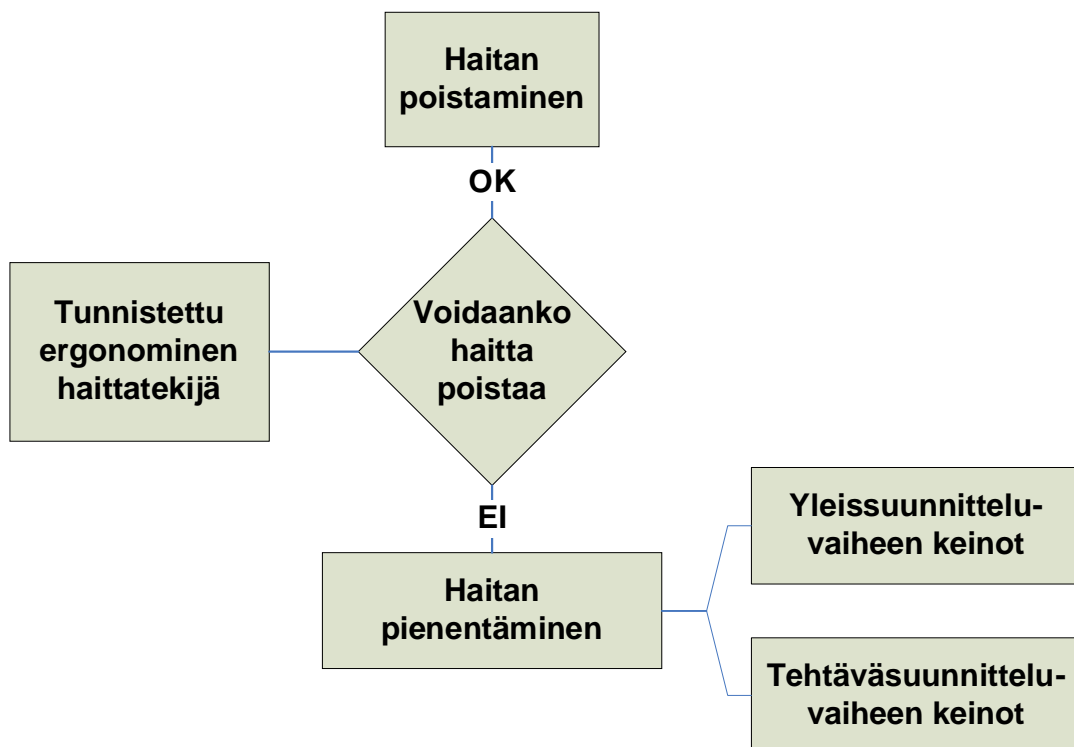 Haitan
poistaminen
OK
Tunnistettu
ergonominen
haittatekijä
Voidaanko
haitta
poistaa
EI
Haitan
pienentäminen
Yleissuunnittelu-
vaiheen keinot
Tehtäväsuunnittelu-
vaiheen keinot